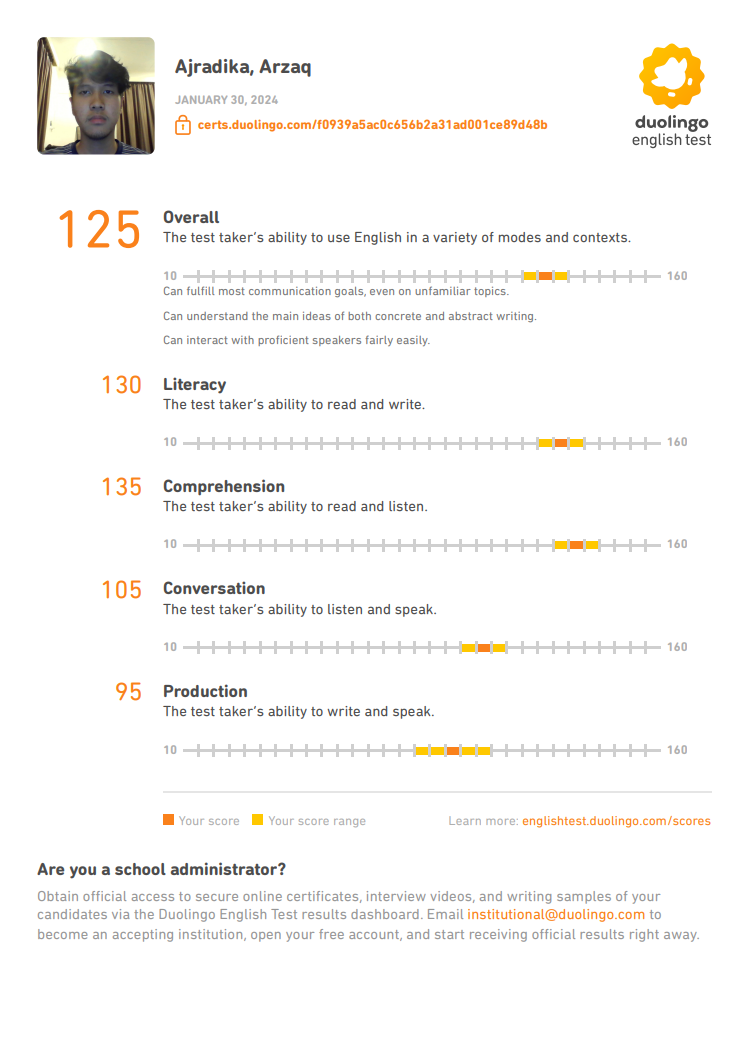 Ajradika, Arzaq
JANUARY 30, 2024
certs.duolingo.com/f0939a5ac0c656b2a31ad001ce89d48b
duolingo
english test
125
Overall
The test taker's ability to use English in a variety of modes and contexts.
10 160
Can fulfill most communication goals, even on unfamiliar topics.
Can understand the main ideas of both concrete and abstract writing.
Can interact with proficient speakers fairly easily.
130
Literacy
The test taker's ability to read and write.
10 160
135
Comprehension
The test taker's ability to read and listen.
10 160
105
Conversation
The test taker's ability to listen and speak.
10 160
95
Production
The test taker's ability to write and speak.
10 160
Your score Your score range Learn more: englishtest.duolingo.com/scores
Are you a school administrator?
Obtain official access to secure online certificates, interview videos, and writing samples of your
candidates via the Duolingo English Test results dashboard. Email institutional@duolingo.com to
become an accepting institution, open your free account, and start receiving official results right away.